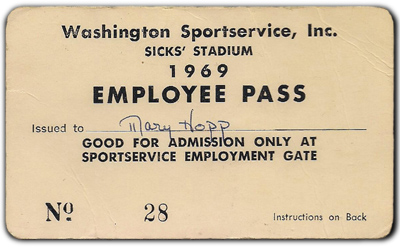 Washington Sportservice, Inc.
SICKS' STADIUM
1969
EMPLOYEE PASS
Issued to Mary Hopp
GOOD FOR ADMISSION ONLY AT
SPORTSERVICE EMPLOYMENT GATE
Nº 28 Instructions on Back